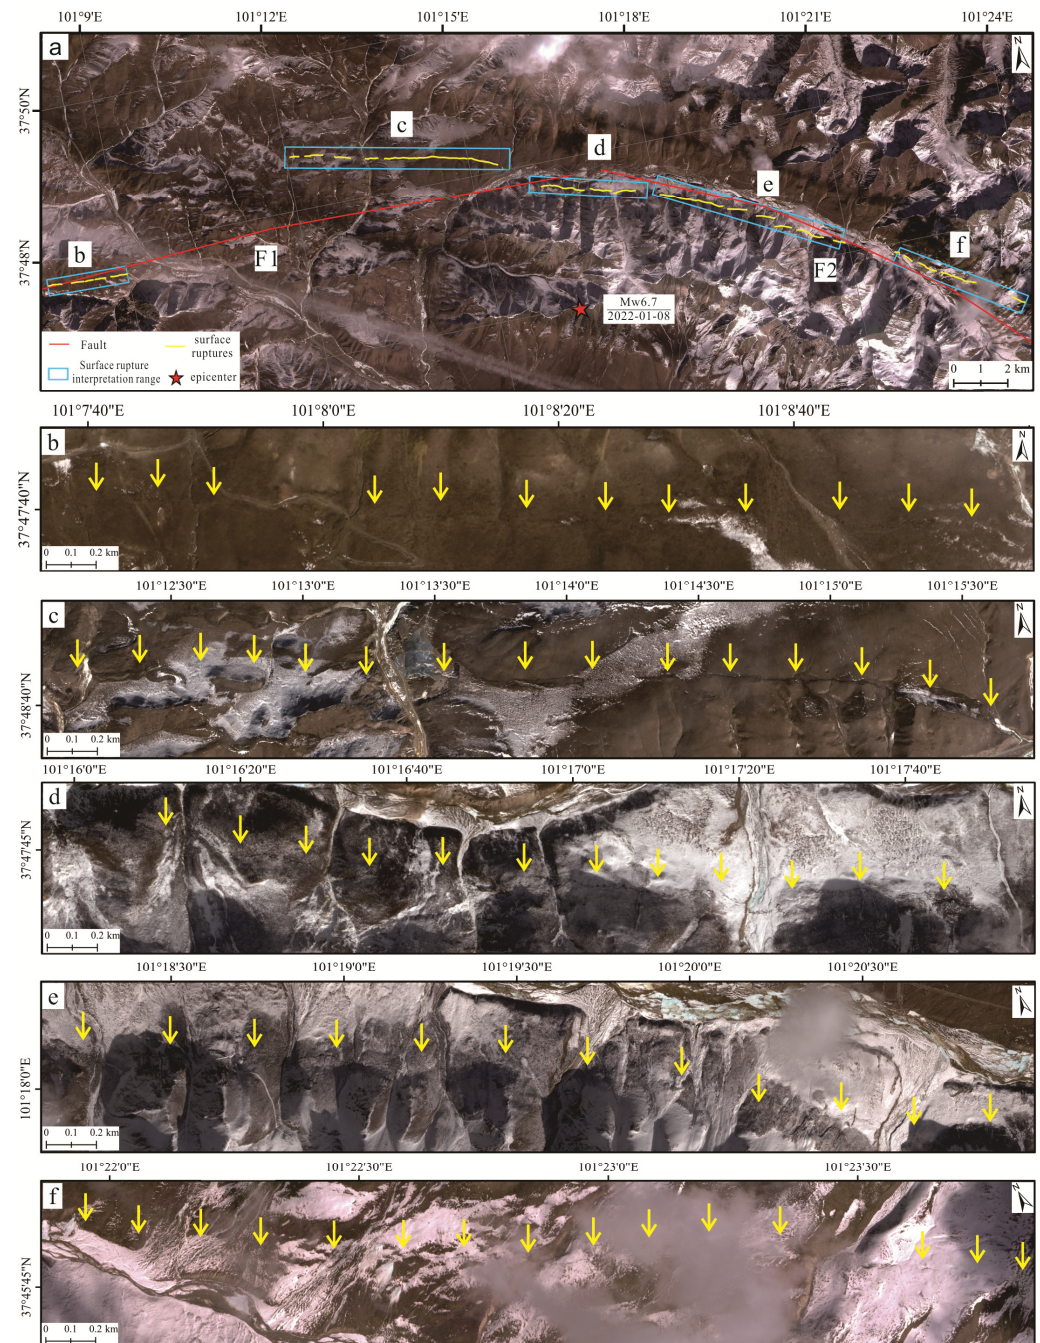 101°9'E 101°12'E 101°15'E 101°18'E 101°21'E 101°24'E
a
N
37°50'N
37°48'N
c
d
e
b
F1
f
F2
Mw6.7
2022-01-08
Fault
surface ruptures
Surface rupture interpretation range
epicenter
0 1 2 km
101°7'40"E 101°8'0"E 101°8'20"E 101°8'40"E
b
N
37°47'40"N
0 0.1 0.2 km
101°12'30"E 101°13'0"E 101°13'30"E 101°14'0"E 101°14'30"E 101°15'0"E 101°15'30"E
c
N
37°48'40"N
0 0.1 0.2 km
101°16'0"E 101°16'20"E 101°16'40"E 101°17'0"E 101°17'20"E 101°17'40"E
d
N
37°47'45"N
0 0.1 0.2 km
101°18'30"E 101°19'0"E 101°19'30"E 101°20'0"E 101°20'30"E
e
N
101°18'0"E
0 0.1 0.2 km
101°22'0"E 101°22'30"E 101°23'0"E 101°23'30"E
f
N
37°45'45"N
0 0.1 0.2 km